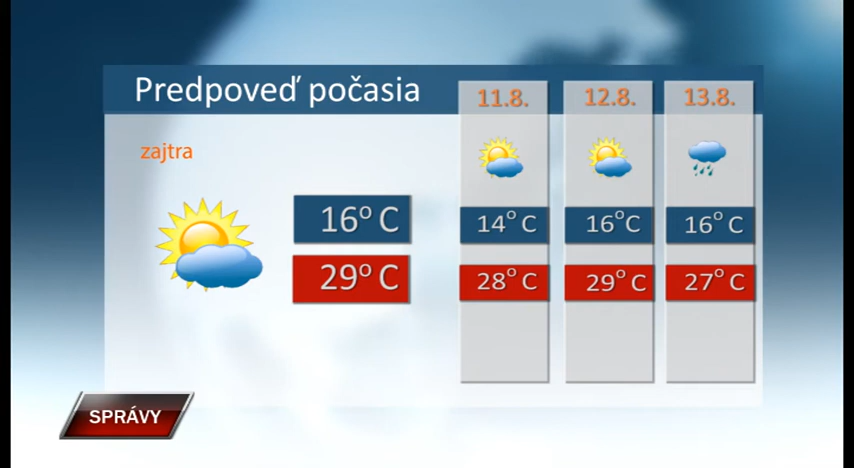 Predpoveď počasia
zajtra
16° C
29° C
11.8.
14° C
28° C
12.8.
16°C
29° C
13.8.
16° C
27° C
SPRÁVY